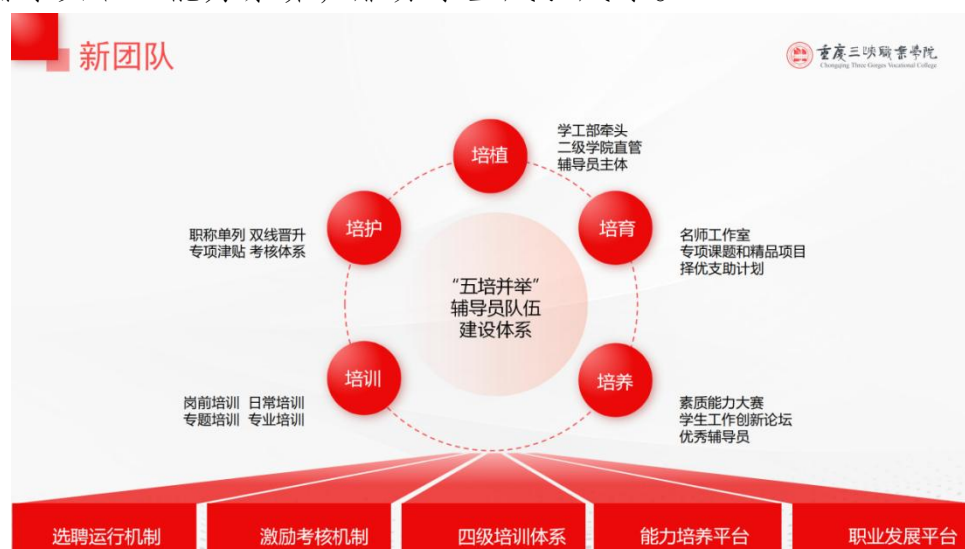 新团队
重庆三峡职业学院
Chongqing Three Gorges Vocational College
培植
学工部牵头
二级学院直管
辅导员主体
培护
职称单列 双线晋升
专项津贴 考核体系
培育
名师工作室
专项课题和精品项目
择优支助计划
“五培并举”
辅导员队伍
建设体系
培训
岗前培训 日常培训
专题培训 专业培训
培养
素质能力大赛
学生工作创新论坛
优秀辅导员
选聘运行机制
激励考核机制
四级培训体系
能力培养平台
职业发展平台